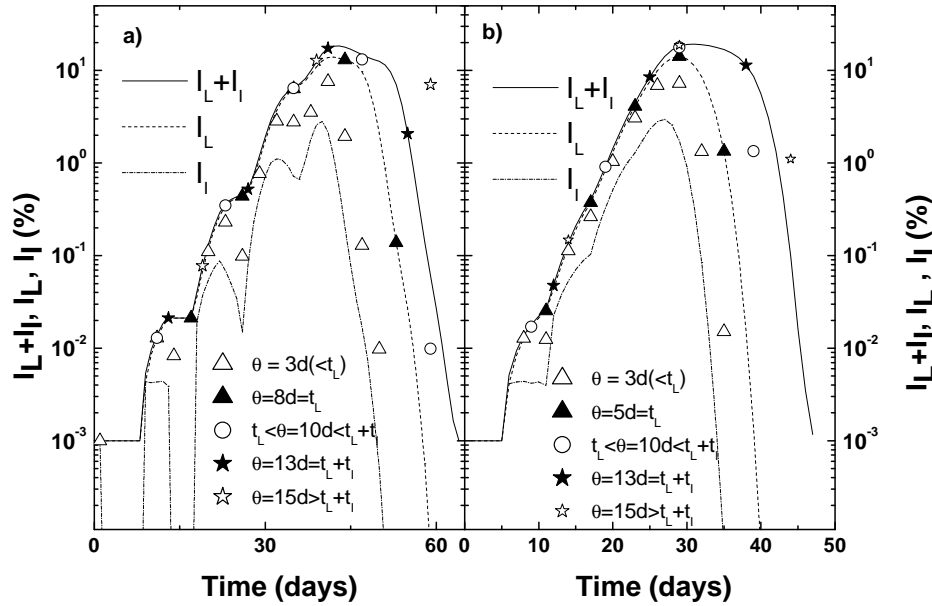 a)
b)
I_L+I_I
I_L
I_I
I_L+I_I
I_L
I_I
I_L+I_I, I_L, I_I (%)
10^1
10^0
10^-1
10^-2
10^-3
θ = 3d(<t_L)
θ=8d=t_L
t_L<θ=10d<t_L+t_I
θ=13d=t_L+t_I
θ=15d>t_L+t_I
θ = 3d(<t_L)
θ=5d=t_L
t_L<θ=10d<t_L+t_I
θ=13d=t_L+t_I
θ=15d>t_L+t_I
10^1
10^0
10^-1
10^-2
10^-3
I_L+I_I, I_L, I_I (%)
0 30 60
0 10 20 30 40 50
Time (days)
Time (days)